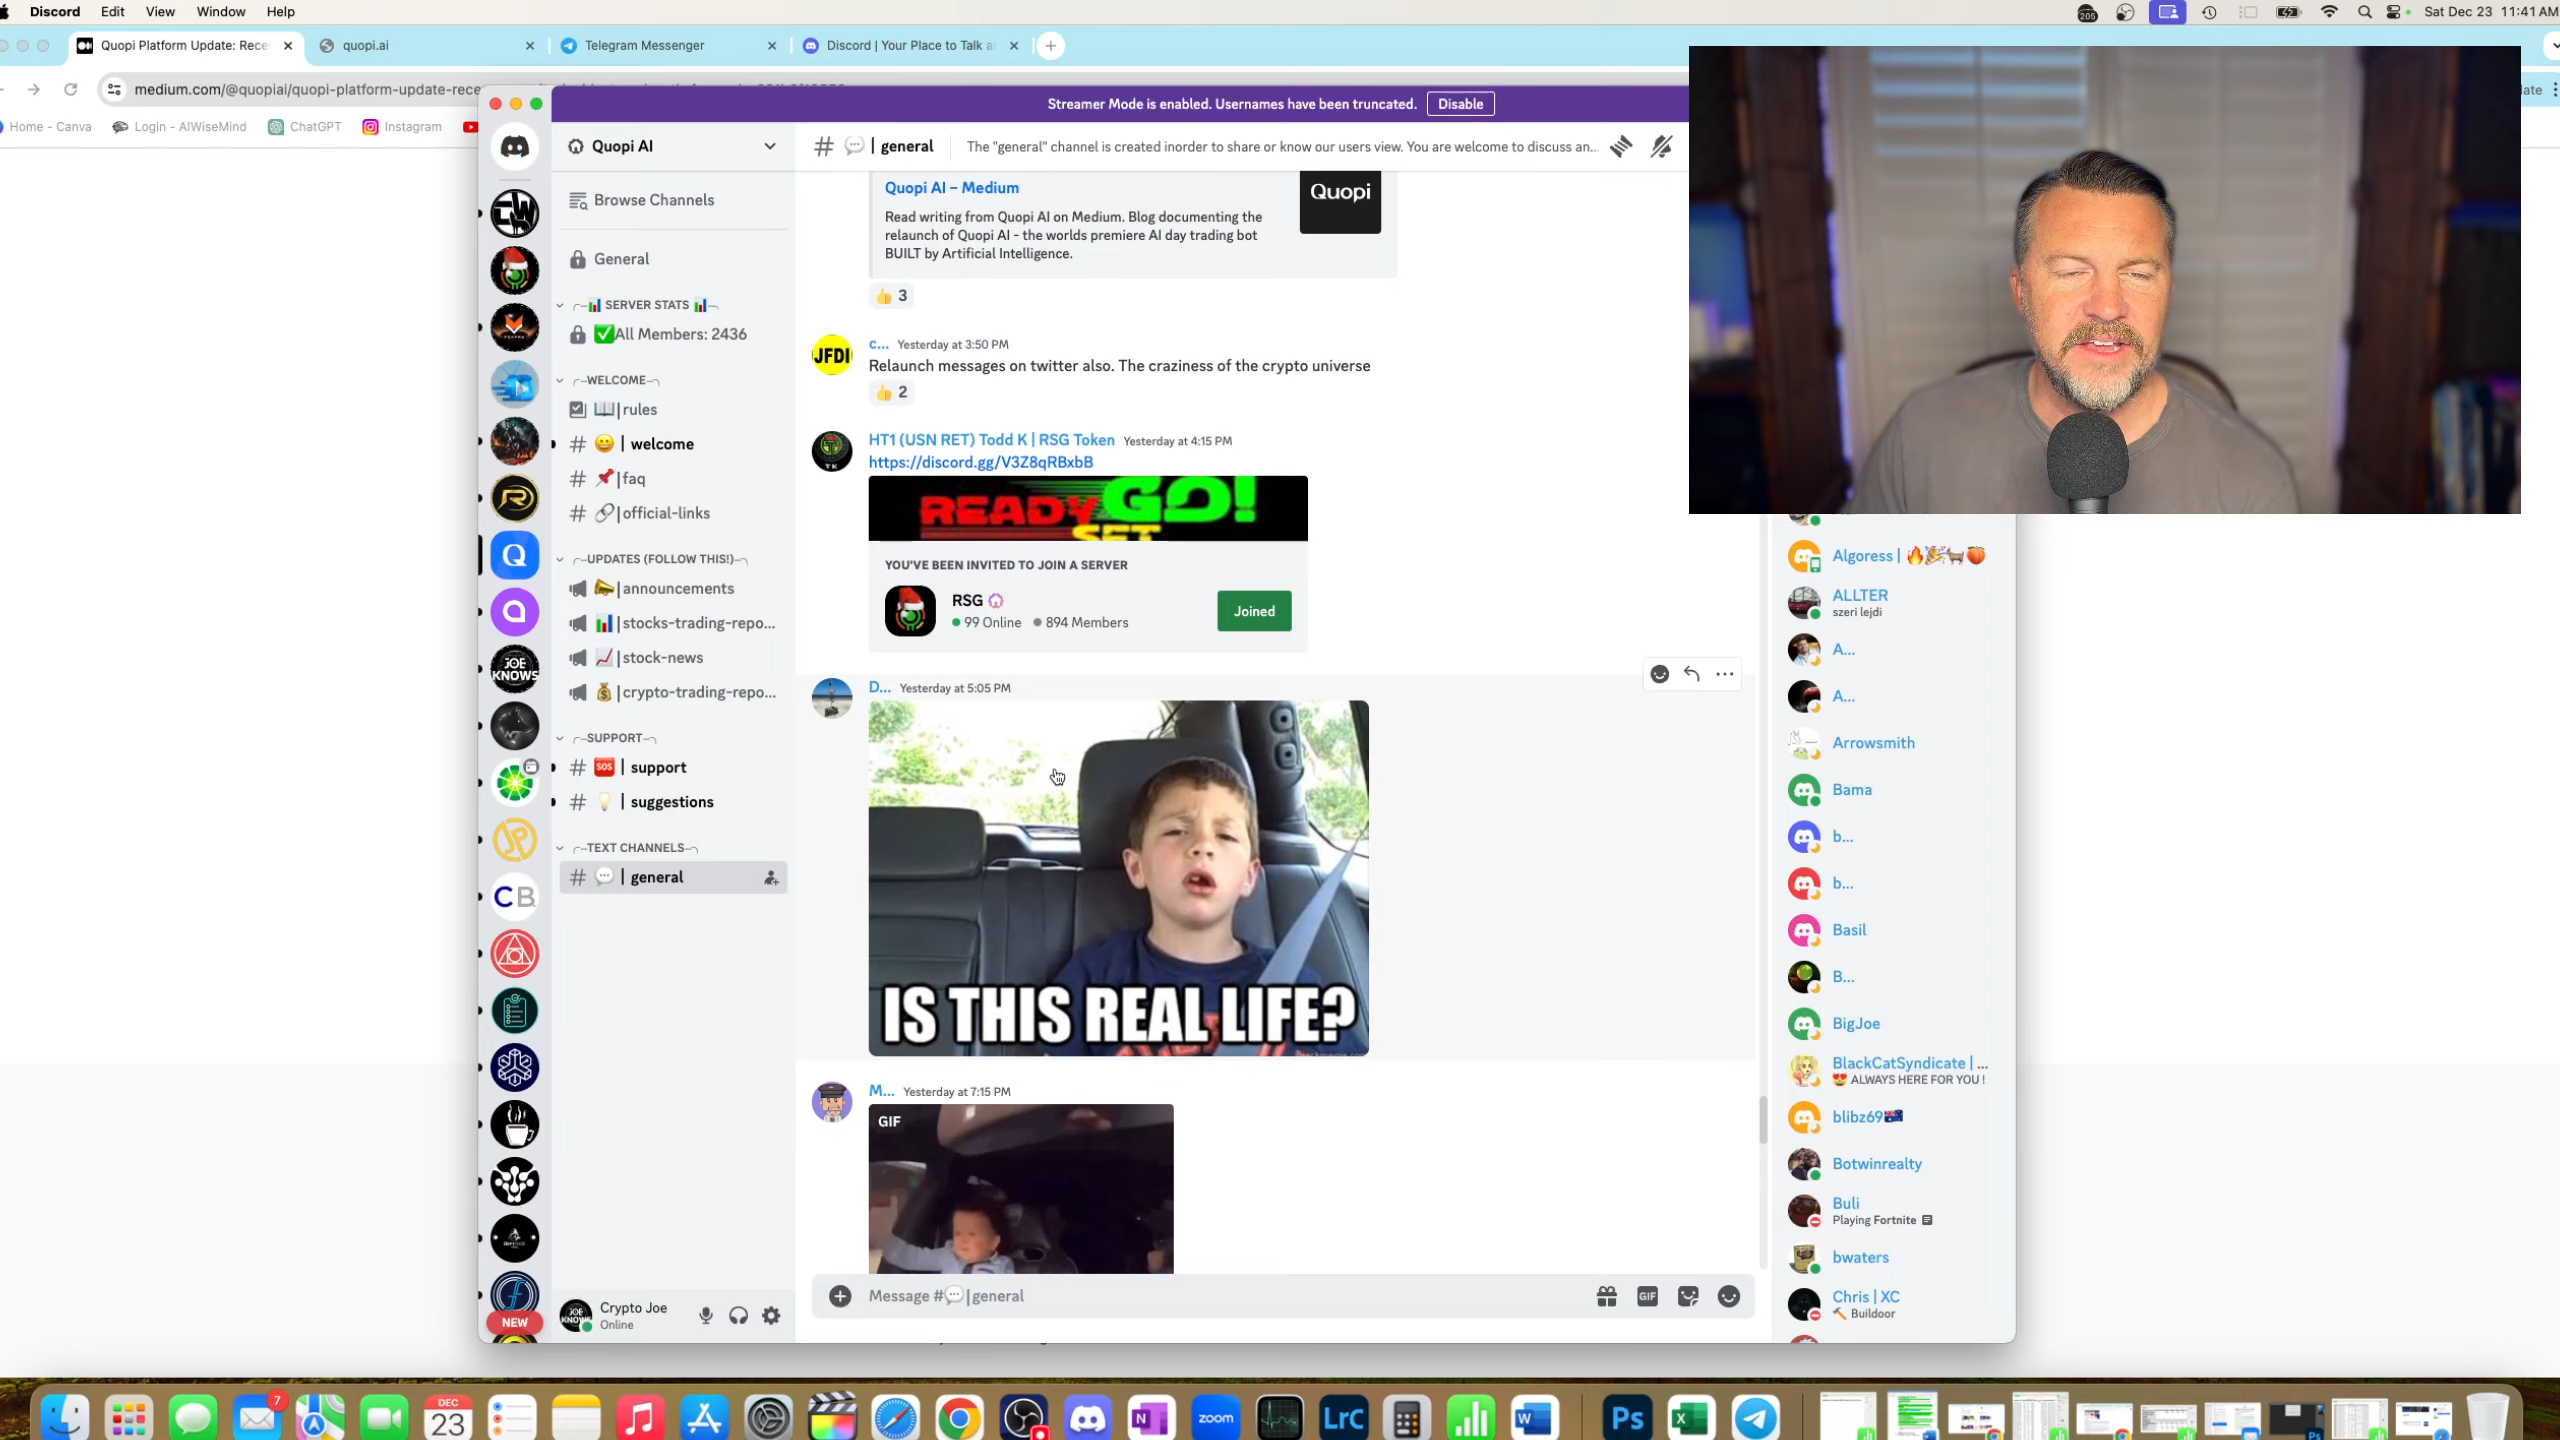 Discord Edit View Window Help
205
Sat Dec 23 11:41 AM
Quopi Platform Update: Rece
quopi.ai
Telegram Messenger
Discord | Your Place to Talk a
medium.com/@quopiai/quopi-platform-update-rece
Home - Canva
Login - AIWiseMind
ChatGPT
Instagram
Streamer Mode is enabled. Usernames have been truncated.
Disable
Quopi AI
# 💬 | general
The "general" channel is created inorder to share or know our users view. You are welcome to discuss an...
Browse Channels
General
SERVER STATS
✅All Members: 2436
WELCOME
rules
# 😀 | welcome
# 📌|faq
# 🔗|official-links
UPDATES (FOLLOW THIS!)
announcements
📊|stocks-trading-repo...
📈|stock-news
💰|crypto-trading-repo...
SUPPORT
# 🆘 | support
# 💡 | suggestions
TEXT CHANNELS
# 💬 | general
Crypto Joe
Online
JOE
KNOWS
CB
NEW
Quopi AI – Medium
Read writing from Quopi AI on Medium. Blog documenting the
relaunch of Quopi AI - the worlds premiere AI day trading bot
BUILT by Artificial Intelligence.
Quopi
👍 3
JFDI
c... Yesterday at 3:50 PM
Relaunch messages on twitter also. The craziness of the crypto universe
👍 2
HT1 (USN RET) Todd K | RSG Token Yesterday at 4:15 PM
https://discord.gg/V3Z8qRBxbB
READY SET GO!
YOU'VE BEEN INVITED TO JOIN A SERVER
RSG
99 Online 894 Members
Joined
D... Yesterday at 5:05 PM
IS THIS REAL LIFE?
M... Yesterday at 7:15 PM
GIF
Message #💬|general
GIF
Algoress | 🔥🎉🐐🍑
ALLTER
szeri lejdi
A...
A...
Arrowsmith
Bama
b...
b...
Basil
B...
BigJoe
BlackCatSyndicate | ...
😍 ALWAYS HERE FOR YOU !
blibz69🇦🇺
Botwinrealty
Buli
Playing Fortnite
bwaters
Chris | XC
🔨 Buildoor
7
DEC
23
zoom
LrC
W
Ps
X